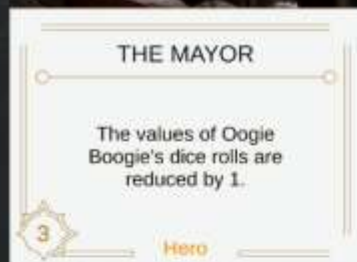 THE MAYOR
The values of Oogie
Boogie's dice rolls are
reduced by 1.
3
Hero